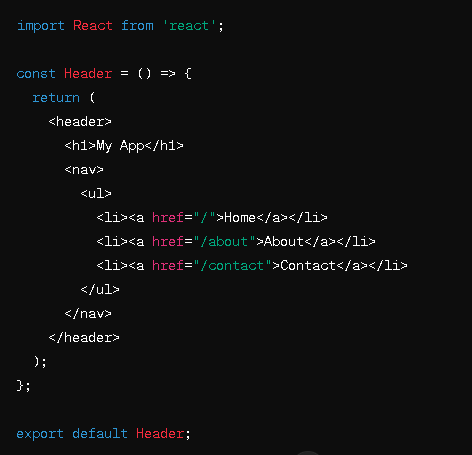 import React from 'react';
const Header = () => {
return (
<header>
<h1>My App</h1>
<nav>
<ul>
<li><a href="/">Home</a></li>
<li><a href="/about">About</a></li>
<li><a href="/contact">Contact</a></li>
</ul>
</nav>
</header>
);
};
export default Header;